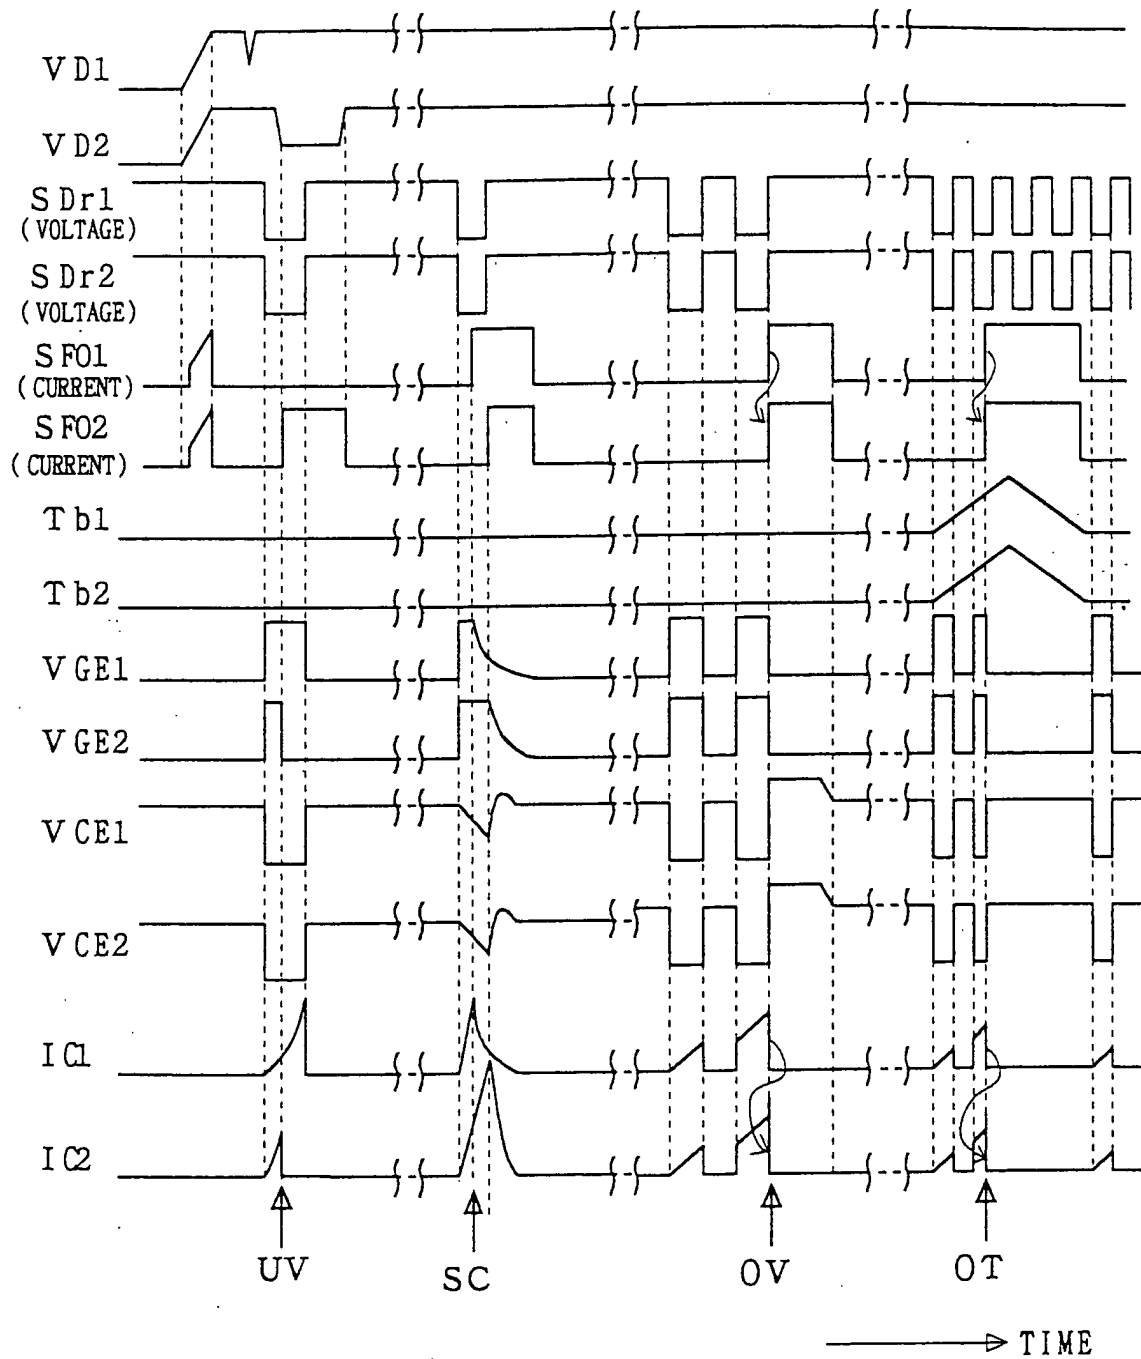 VD1
VD2
SDr1
(VOLTAGE)
SDr2
(VOLTAGE)
SFO1
(CURRENT)
SFO2
(CURRENT)
Tb1
Tb2
VGE1
VGE2
VCE1
VCE2
IC1
IC2
UV
SC
OV
OT
TIME